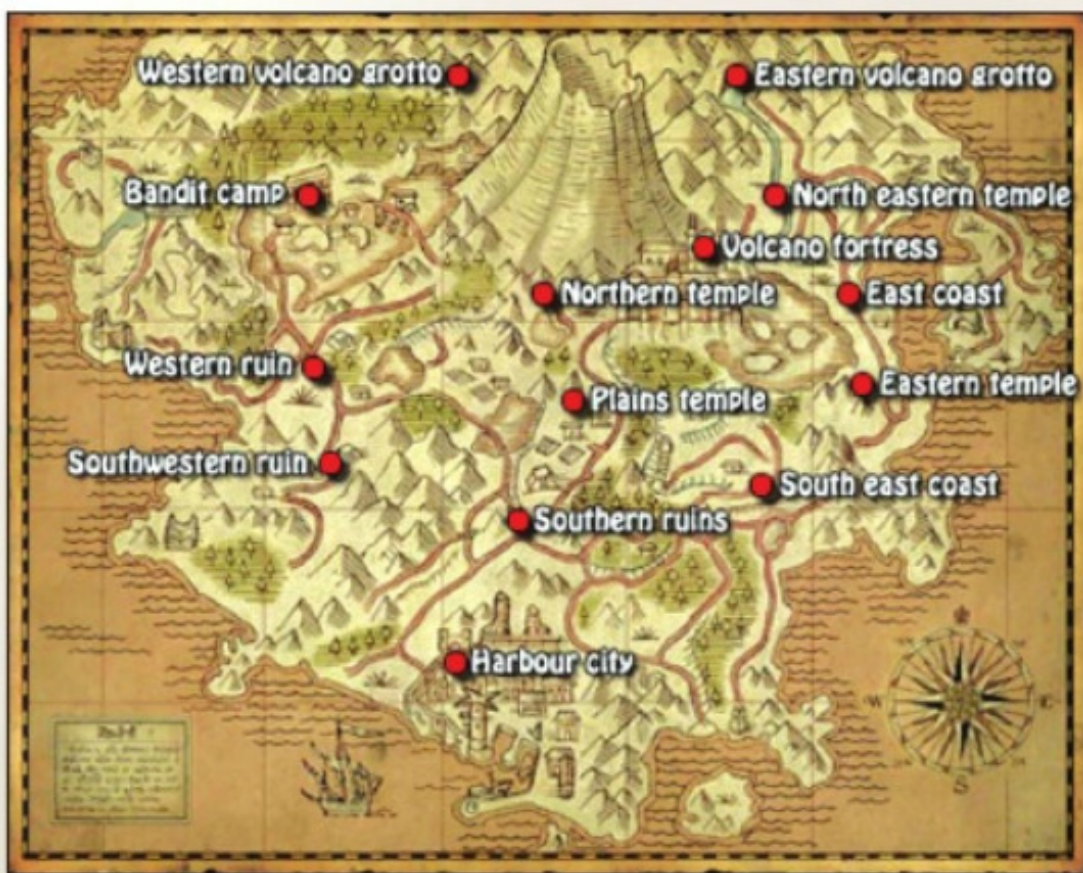 Western volcano grotto
Eastern volcano grotto
Bandit camp
North eastern temple
Volcano fortress
Northern temple
East coast
Western ruin
Eastern temple
Plains temple
Southwestern ruin
South east coast
Southern ruins
Harbour city
W
E
S